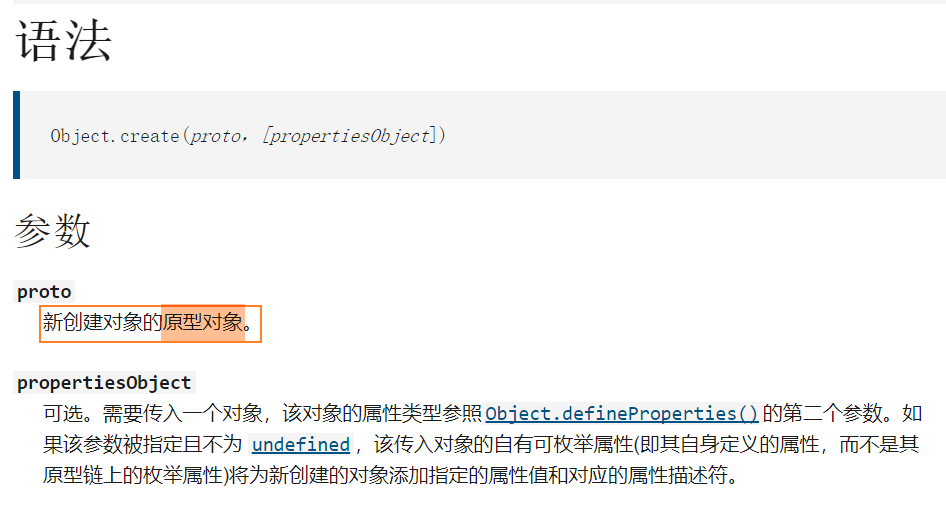 语法
Object.create(proto，[propertiesObject])
参数
proto
新创建对象的原型对象。
propertiesObject
可选。需要传入一个对象，该对象的属性类型参照Object.defineProperties()的第二个参数。如
果该参数被指定且不为 undefined，该传入对象的自有可枚举属性(即其自身定义的属性，而不是其
原型链上的枚举属性)将为新创建的对象添加指定的属性值和对应的属性描述符。